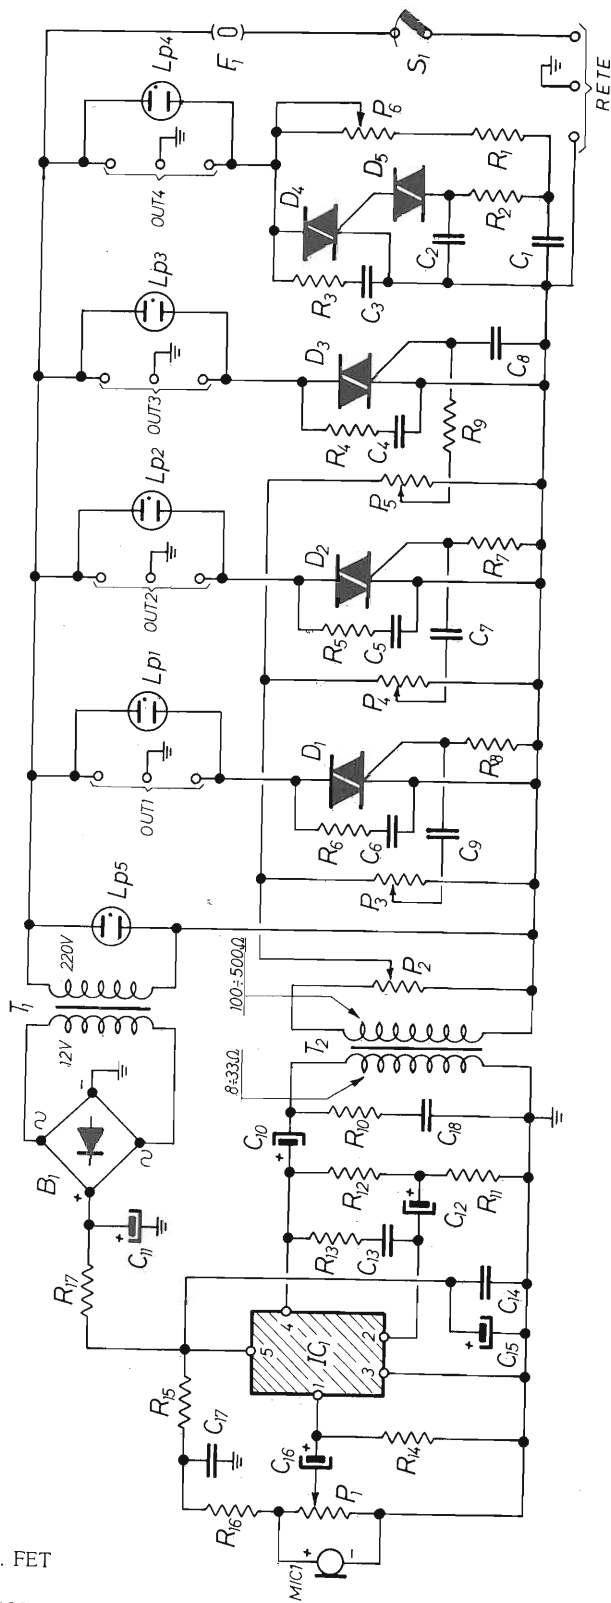 RETE
S1
F1
Lp4
OUT4
P6
R1
D5
D4
R2
C2
C1
R3
C3
Lp3
OUT3
D3
C8
R4
C4
R9
P5
Lp2
OUT2
D2
R7
R5
C5
C7
P4
Lp1
OUT1
D1
R8
R6
C6
C9
P3
Lp5
220V
T1
12V
100÷500Ω
P2
T2
8÷33Ω
~
B1
-
+
~
C10
+
R10
C18
+
C11
R12
R11
C12
+
R13
C13
R17
4
IC1
5
2
1
3
C14
+
C15
R15
C17
C16
+
R14
R16
P1
+
-
MIC1
. FET